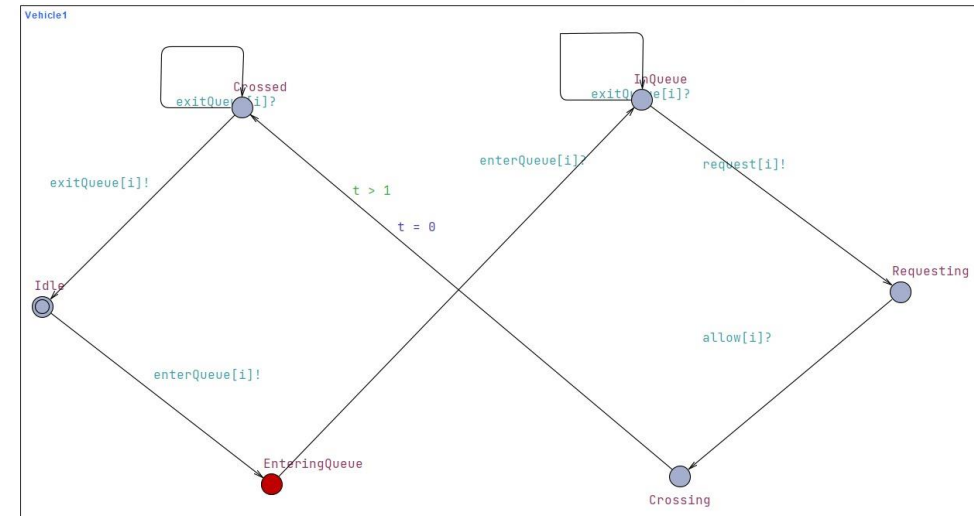 Vehicle1
Crossed
exitQueue[i]?
InQueue
exitQueue[i]?
enterQueue[i]?
request[i]!
exitQueue[i]!
t > 1
t = 0
Requesting
Idle
allow[i]?
enterQueue[i]!
EnteringQueue
Crossing